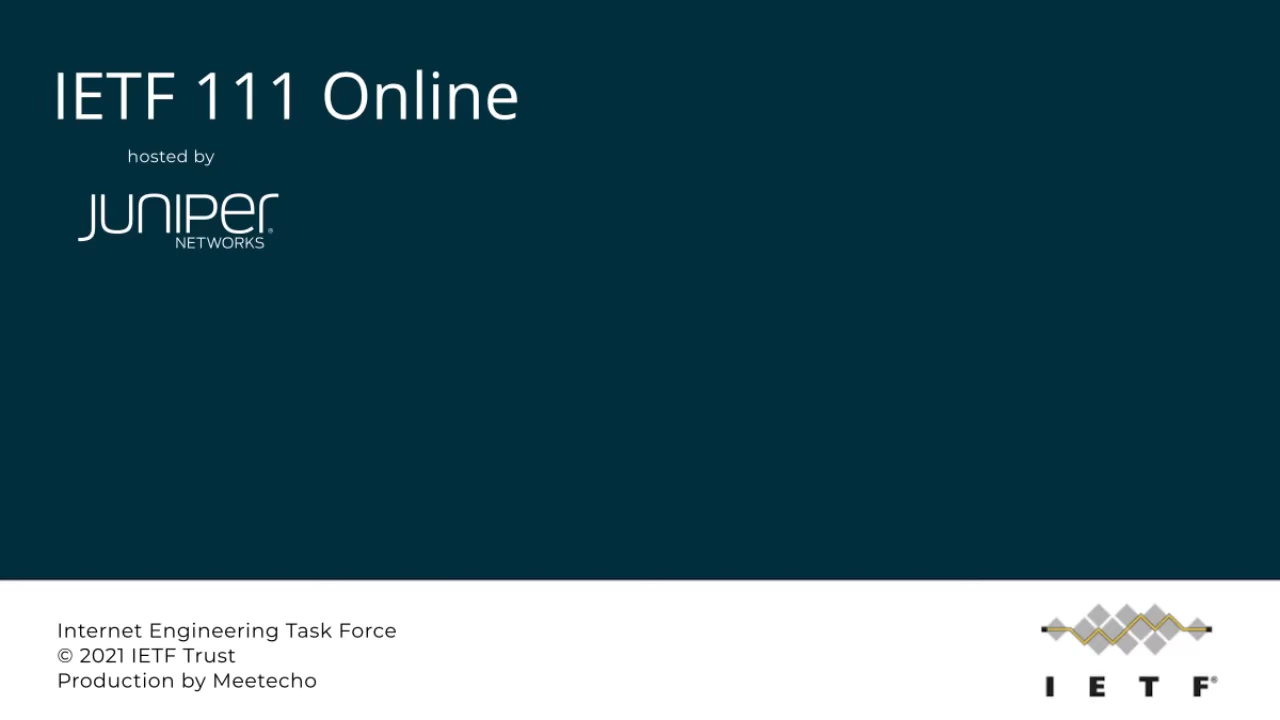 IETF 111 Online
hosted by
JUNIPer®
NETWORKS
Internet Engineering Task Force
© 2021 IETF Trust
Production by Meetecho
I E T F®